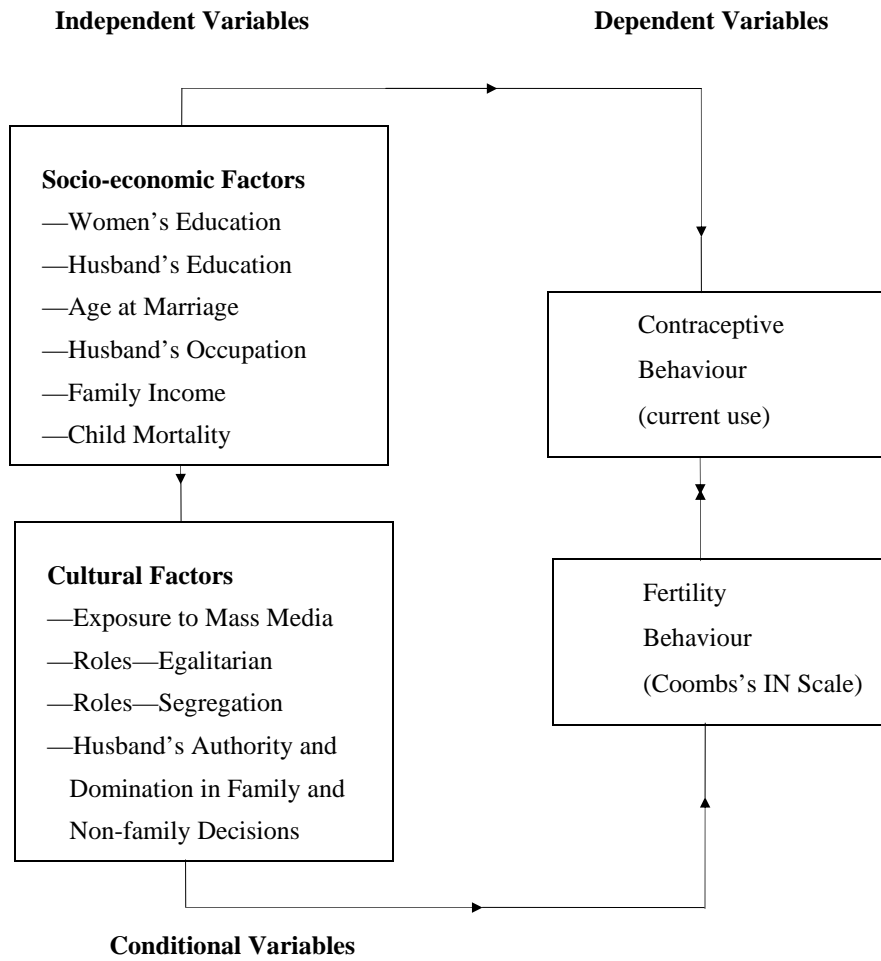 Independent Variables
Dependent Variables
Socio-economic Factors
—Women’s Education
—Husband’s Education
—Age at Marriage
—Husband’s Occupation
—Family Income
—Child Mortality
Contraceptive
Behaviour
(current use)
Cultural Factors
—Exposure to Mass Media
—Roles—Egalitarian
—Roles—Segregation
—Husband’s Authority and
Domination in Family and
Non-family Decisions
Fertility
Behaviour
(Coombs’s IN Scale)
Conditional Variables